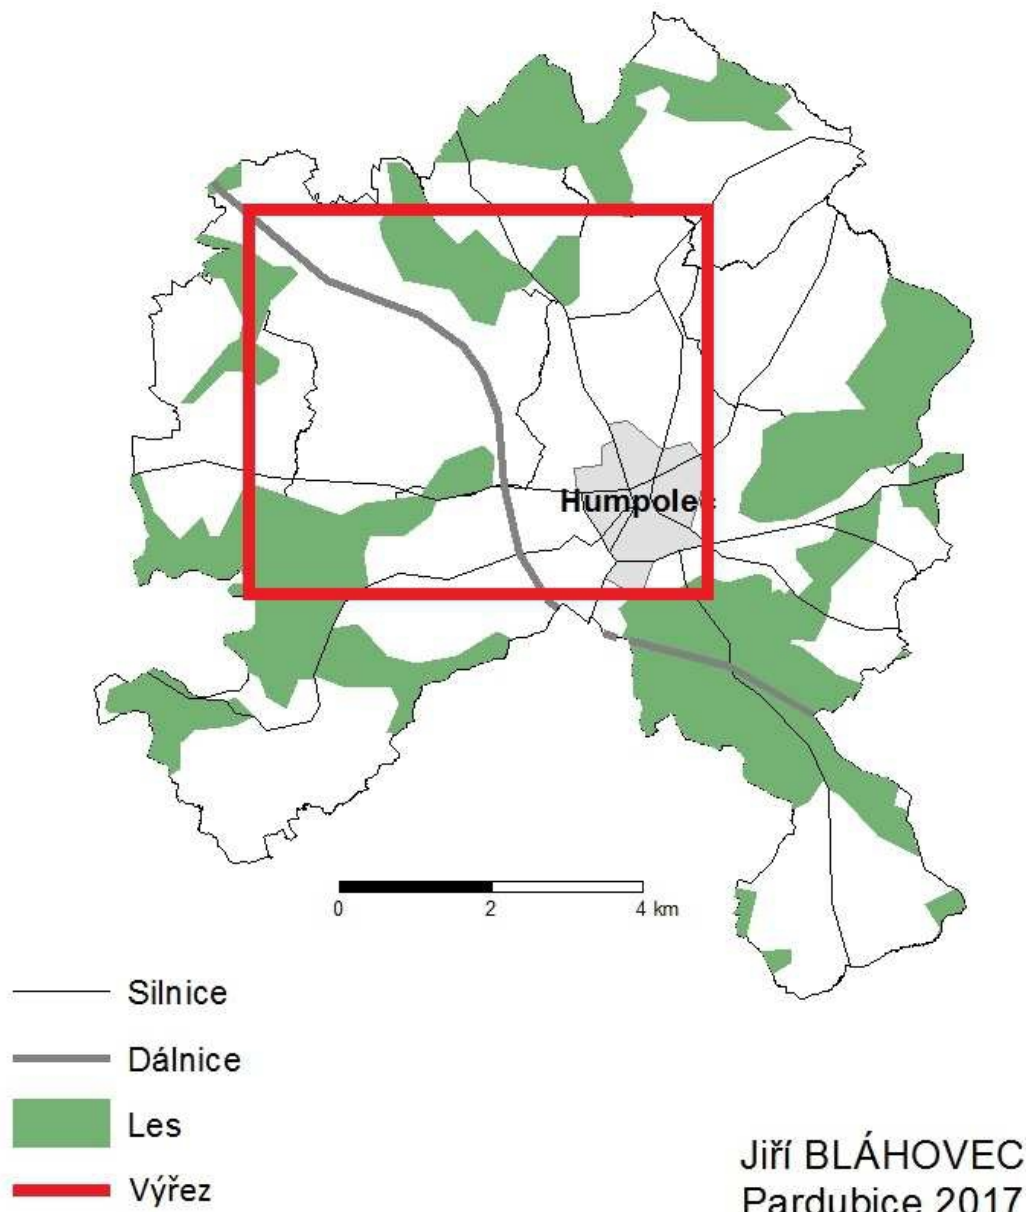 Humpolec
0 2 4 km
Silnice
Dálnice
Les
Výřez
Jiří BLÁHOVEC
Pardubice 2017